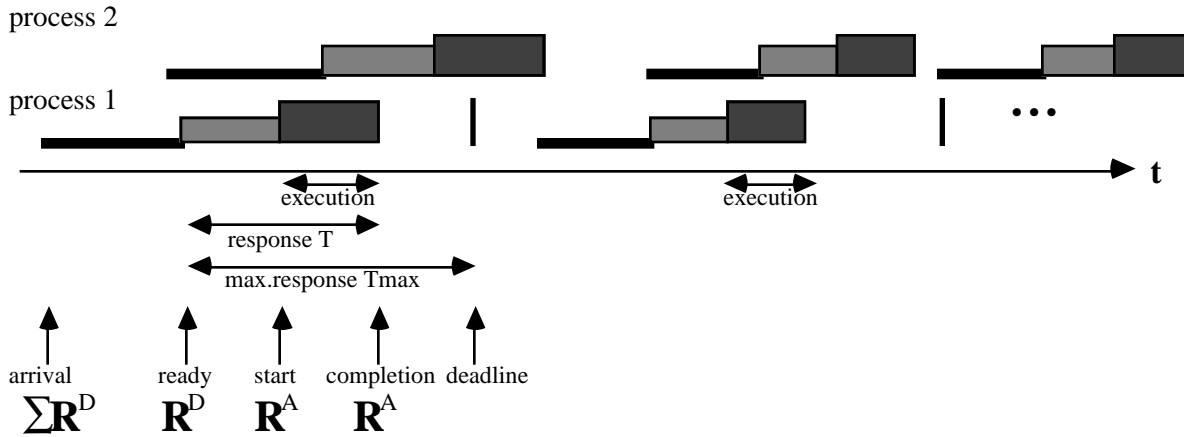 process 2
process 1
• • •
t
execution
execution
response T
max.response Tmax
arrival ready start completion deadline
∑R^D R^D R^A R^A